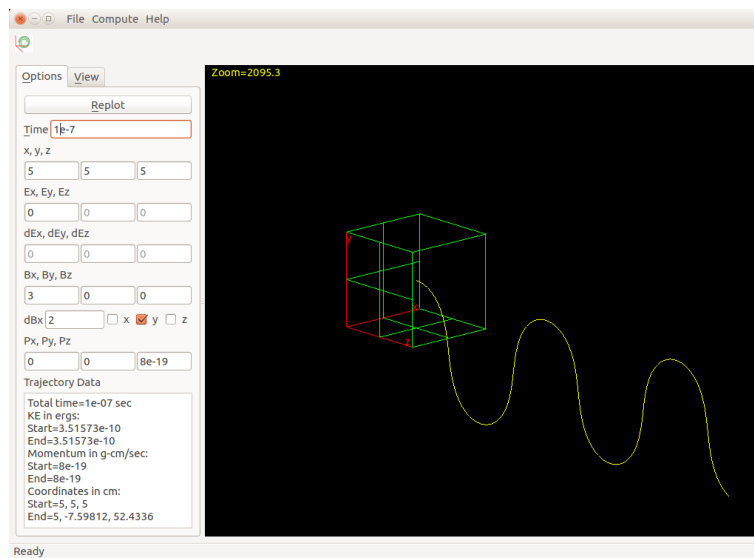 File Compute Help
Options View
Zoom=2095.3
Replot
Time 1e-7
x, y, z
5 5 5
Ex, Ey, Ez
0 0 0
dEx, dEy, dEz
0 0 0
Bx, By, Bz
3 0 0
dBx 2 x y z
Px, Py, Pz
0 0 8e-19
Trajectory Data
Total time=1e-07 sec
KE in ergs:
Start=3.51573e-10
End=3.51573e-10
Momentum in g-cm/sec:
Start=8e-19
End=8e-19
Coordinates in cm:
Start=5, 5, 5
End=5, -7.59812, 52.4336
y
x
z
Ready